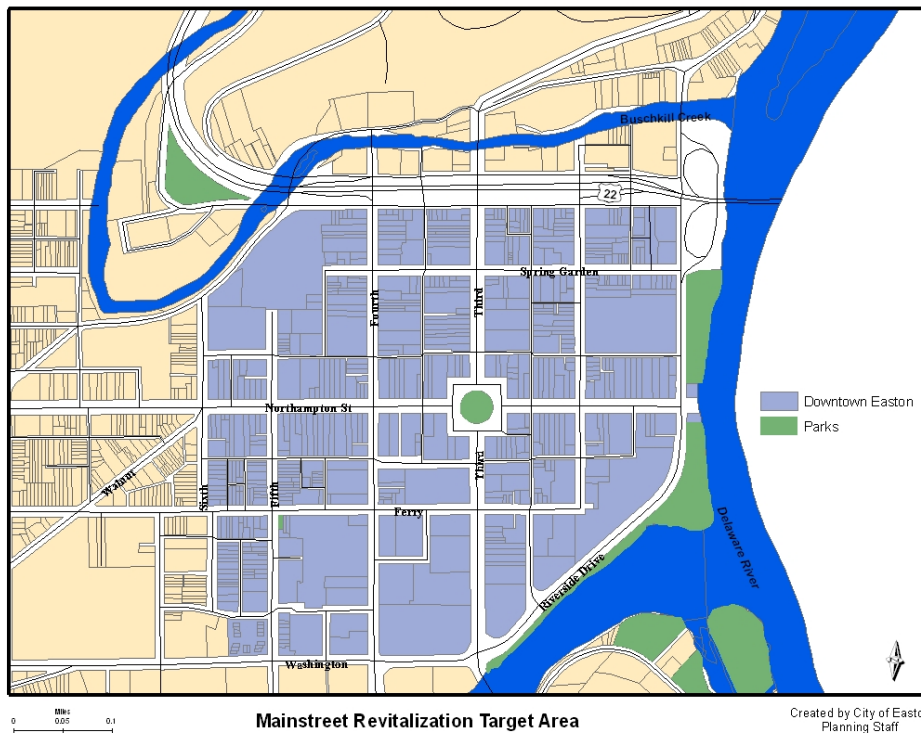 Buschkill Creek
22
Spring Garden
Fourth
Third
Northampton St
Downtown Easton
Parks
Walnut
Sixth
Fifth
Third
Ferry
Delaware River
Riverside Drive
Washington
Miles
0 0.05 0.1
Mainstreet Revitalization Target Area
Created by City of Easto
Planning Staff